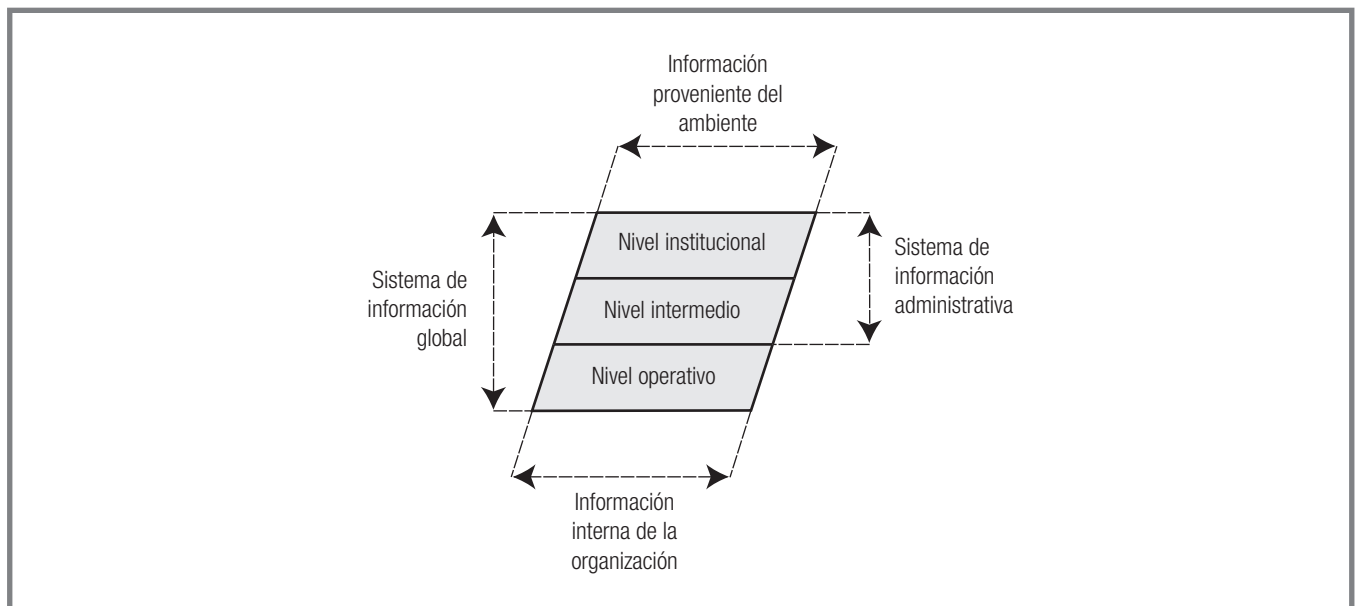 Información
proveniente del
ambiente
Nivel institucional
Sistema de
información
administrativa
Sistema de
información
global
Nivel intermedio
Nivel operativo
Información
interna de la
organización